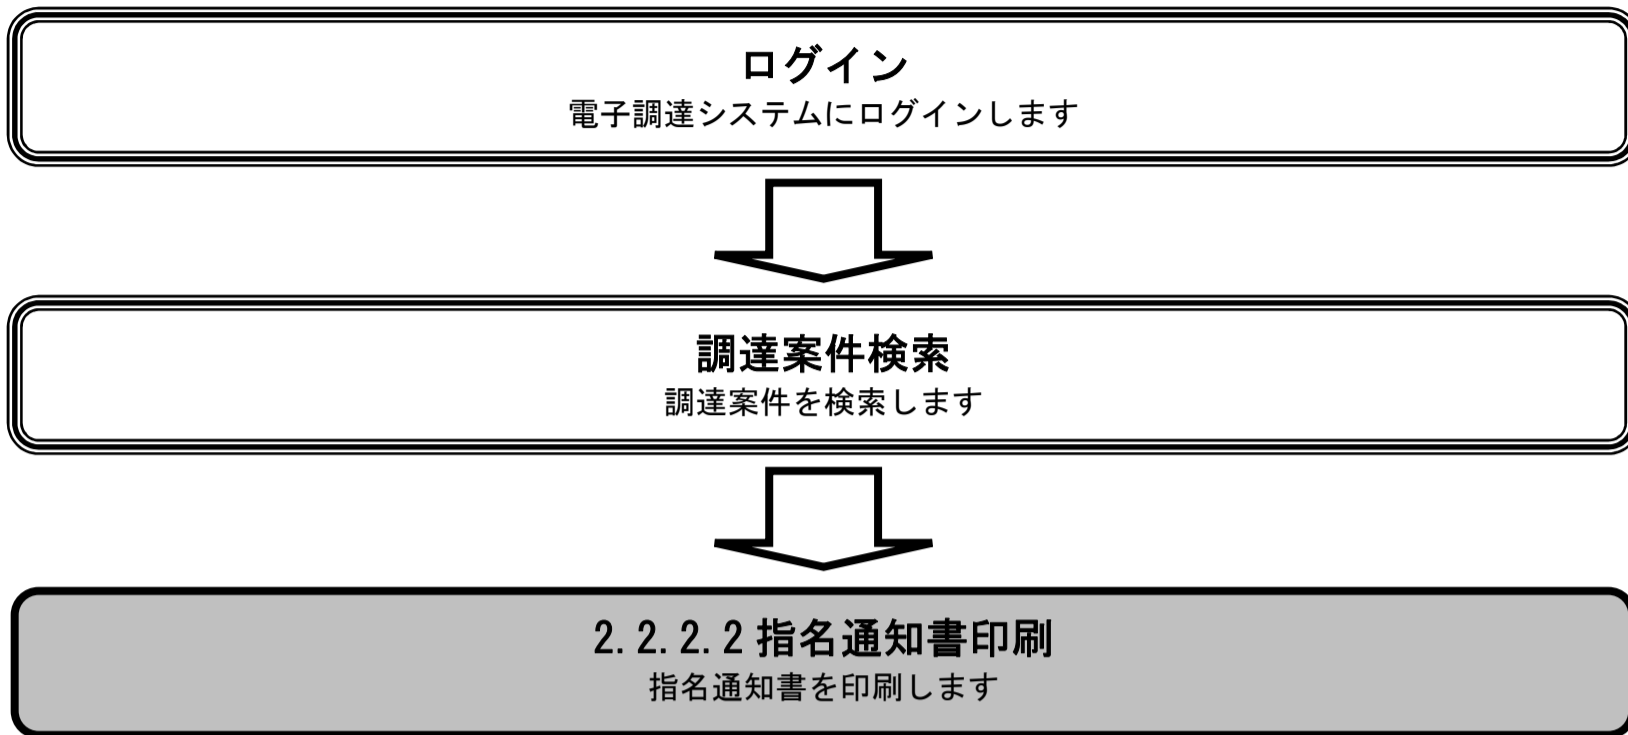 ログイン
電子調達システムにログインします
調達案件検索
調達案件を検索します
2.2.2.2 指名通知書印刷
指名通知書を印刷します